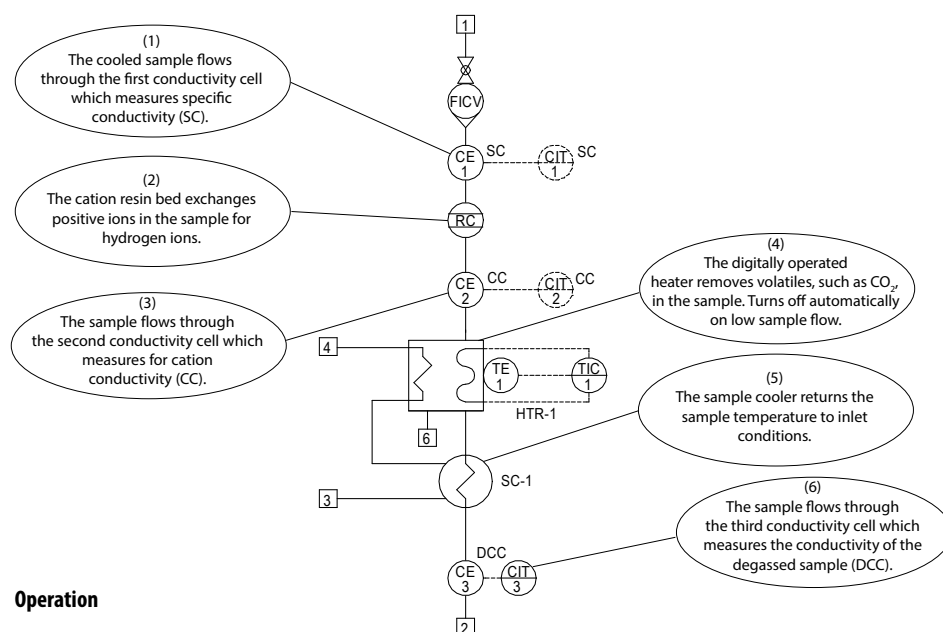 1
(1)
The cooled sample flows
through the first conductivity cell
which measures specific
conductivity (SC).
FICV
CE
1
SC
CIT
1
SC
(2)
The cation resin bed exchanges
positive ions in the sample for
hydrogen ions.
RC
(4)
The digitally operated
heater removes volatiles, such as CO2,
in the sample. Turns off automatically
on low sample flow.
CE
2
CC
CIT
2
CC
(3)
The sample flows through
the second conductivity cell which
measures for cation
conductivity (CC).
4
TE
1
TIC
1
HTR-1
6
(5)
The sample cooler returns the
sample temperature to inlet
conditions.
SC-1
3
(6)
The sample flows through
the third conductivity cell which
measures the conductivity of the
degassed sample (DCC).
DCC
CE
3
CIT
3
Operation
2